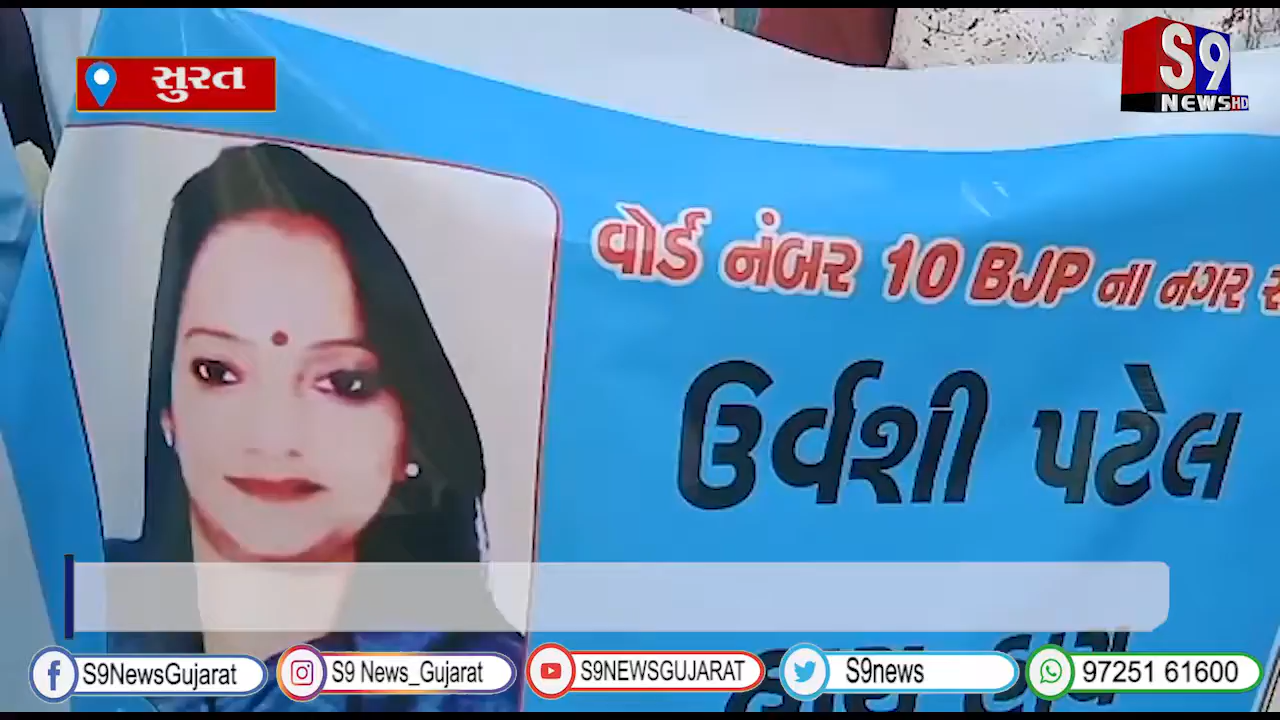 સુરત
S9
NEWS HD
વોર્ડ નંબર 10 BJP ના નગર
ઉર્વશી પટેલ
હાય હાય
S9NewsGujarat
S9 News_Gujarat
S9NEWSGUJARAT
S9news
97251 61600